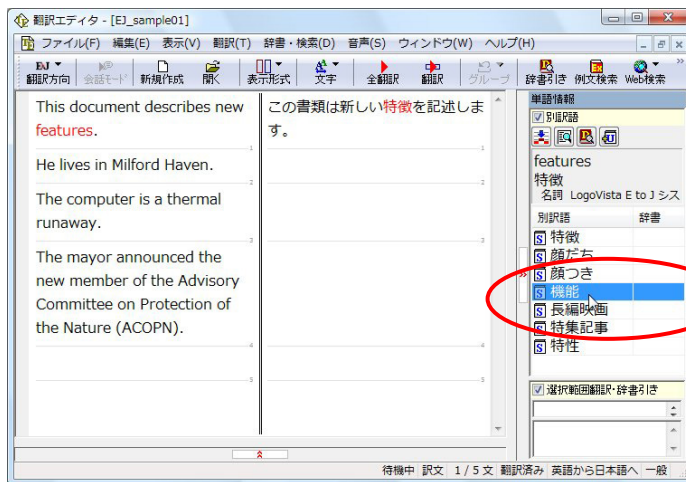 翻訳エディタ - [EJ_sample01]
ファイル(F) 編集(E) 表示(V) 翻訳(T) 辞書・検索(D) 音声(S) ウィンドウ(W) ヘルプ(H)
EJ
翻訳方向 会話モード 新規作成 開く 表示形式 文字 全翻訳 翻訳 グループ 辞書引き 例文検索 Web検索
This document describes new
features.
1
He lives in Milford Haven.
2
The computer is a thermal
runaway.
3
The mayor announced the
new member of the Advisory
Committee on Protection of
the Nature (ACOPN).
4
5
この書類は新しい特徴を記述しま
す。
1
2
3
4
5
単語情報
別訳語
features
特徴
名詞 LogoVista E to J シス
別訳語 辞書
S 特徴
S 顔だち
S 顔つき
S 機能
S 長編映画
S 特集記事
S 特性
選択範囲翻訳・辞書引き
待機中 訳文 1 / 5 文 翻訳済み 英語から日本語へ 一般